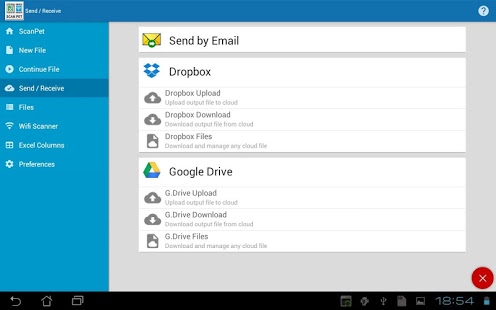 SCAN PET
Send / Receive
?
ScanPet
New File
Continue File
Send / Receive
Files
Wifi Scanner
Excel Columns
Preferences
Send by Email
Dropbox
Dropbox Upload
Upload output file to cloud
Dropbox Download
Download output file from cloud
Dropbox Files
Download and manage any cloud file
Google Drive
G.Drive Upload
Upload output file to cloud
G.Drive Download
Download output file from cloud
G.Drive Files
Download and manage any cloud file
18:54